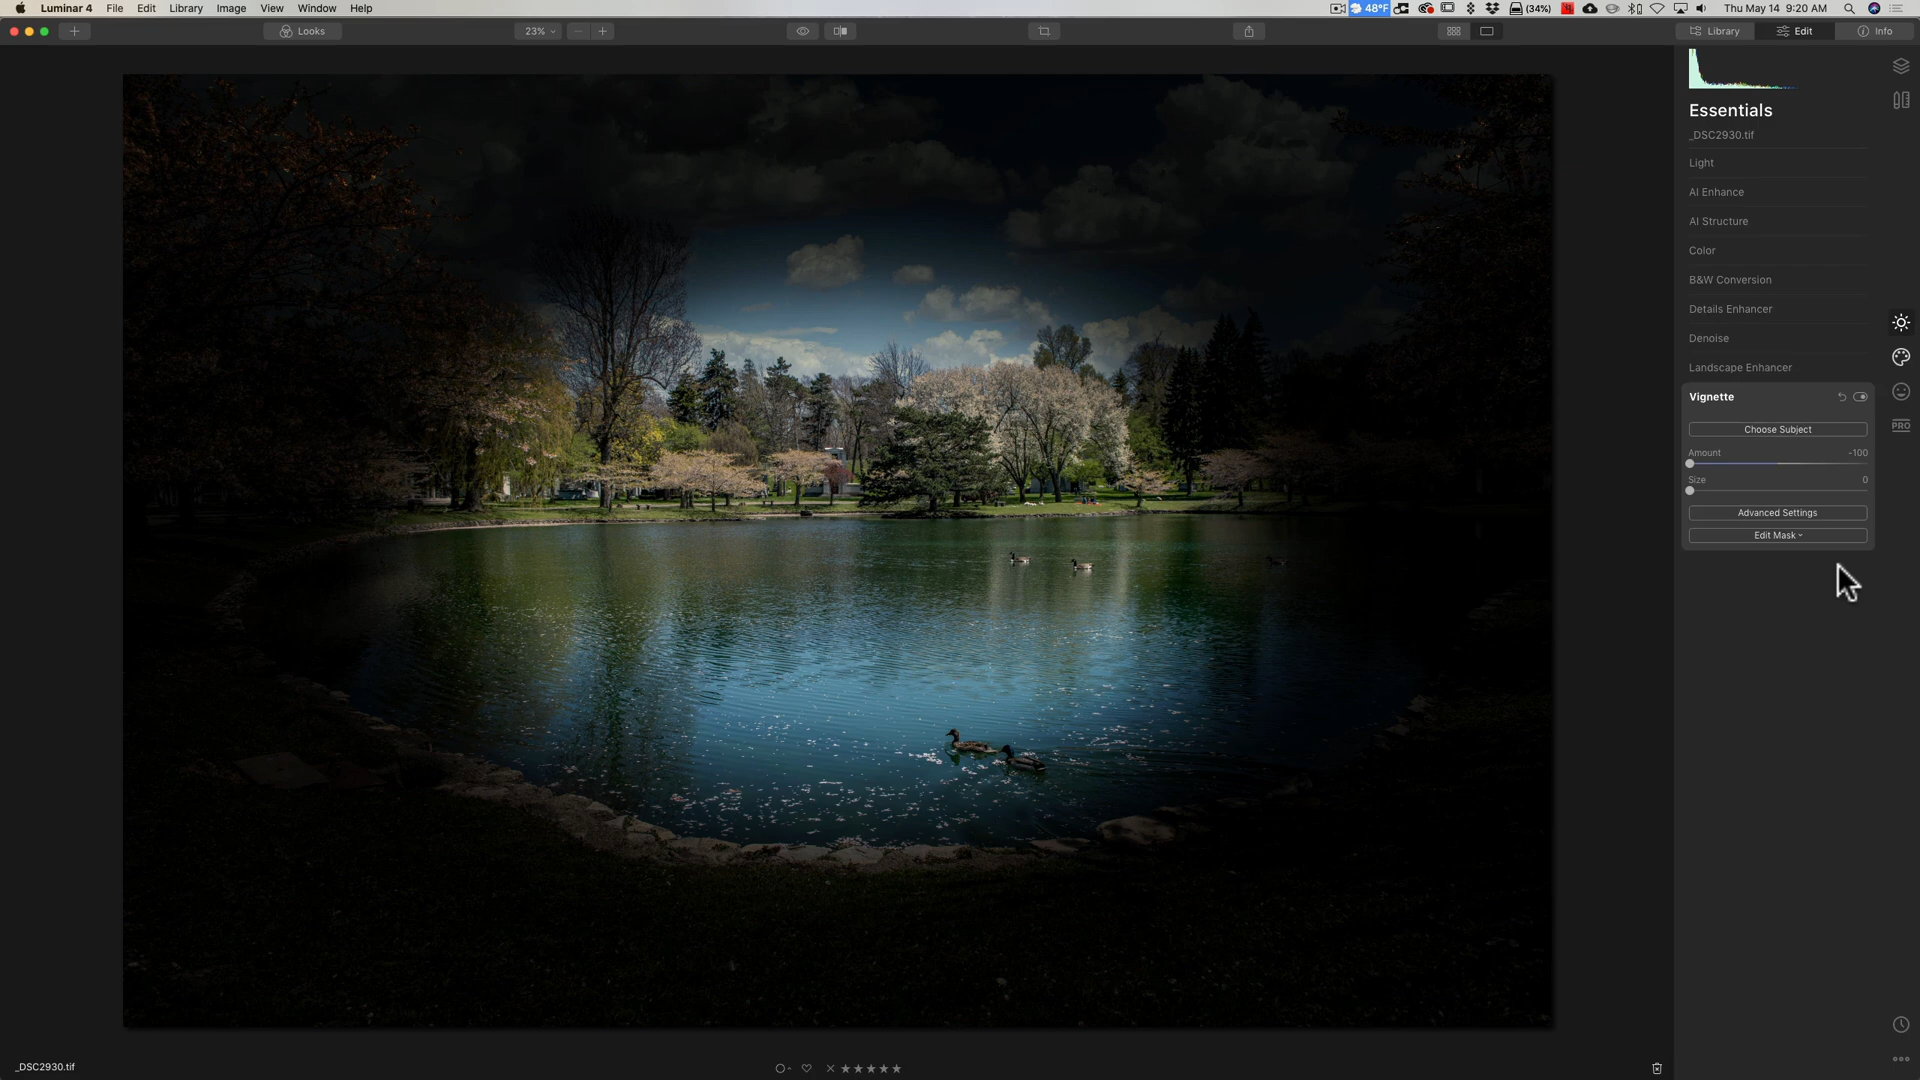 Luminar 4 File Edit Library Image View Window Help 48°F (34%) Thu May 14 9:20 AM
Looks 23% Library Edit Info
Essentials
_DSC2930.tif
Light
AI Enhance
AI Structure
Color
B&W Conversion
Details Enhancer
Denoise
Landscape Enhancer
Vignette
PRO
Choose Subject
Amount -100
Size 0
Advanced Settings
Edit Mask
_DSC2930.tif